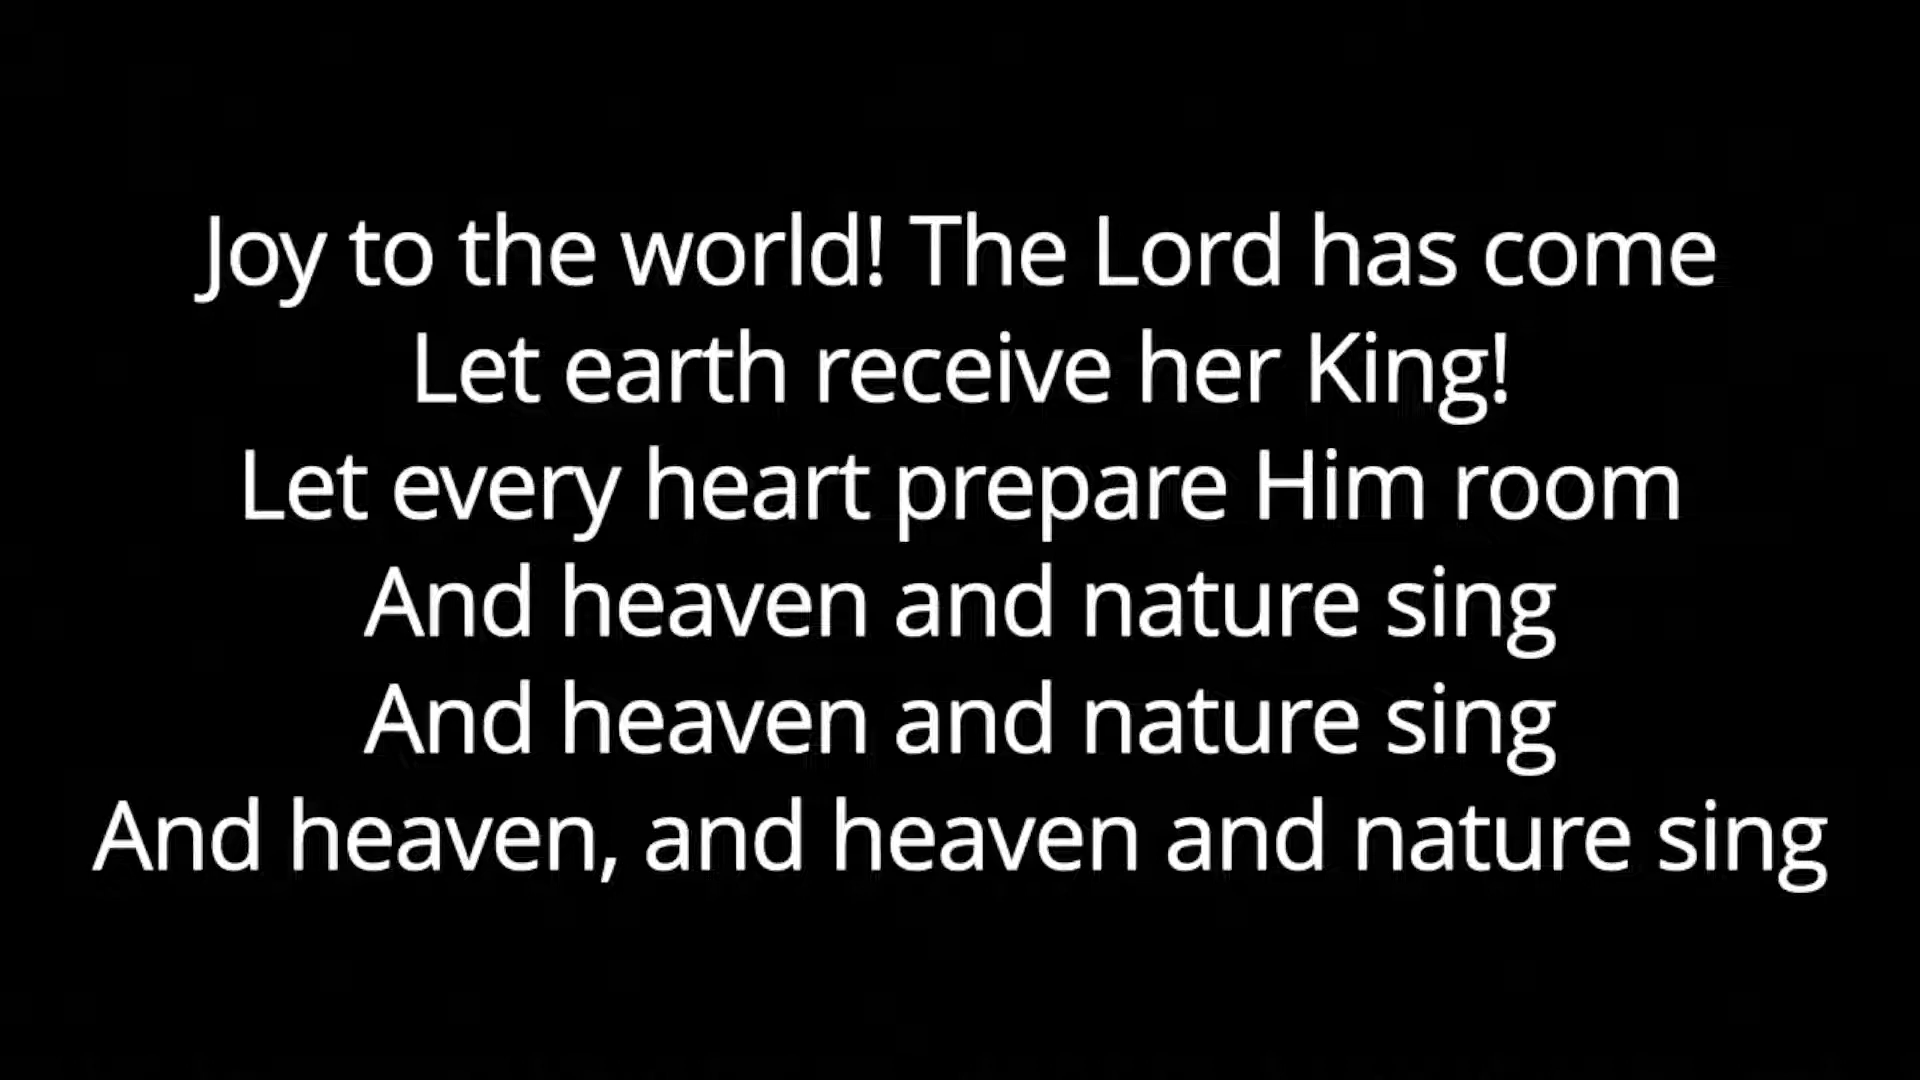 Joy to the world! The Lord has come
Let earth receive her King!
Let every heart prepare Him room
And heaven and nature sing
And heaven and nature sing
And heaven, and heaven and nature sing